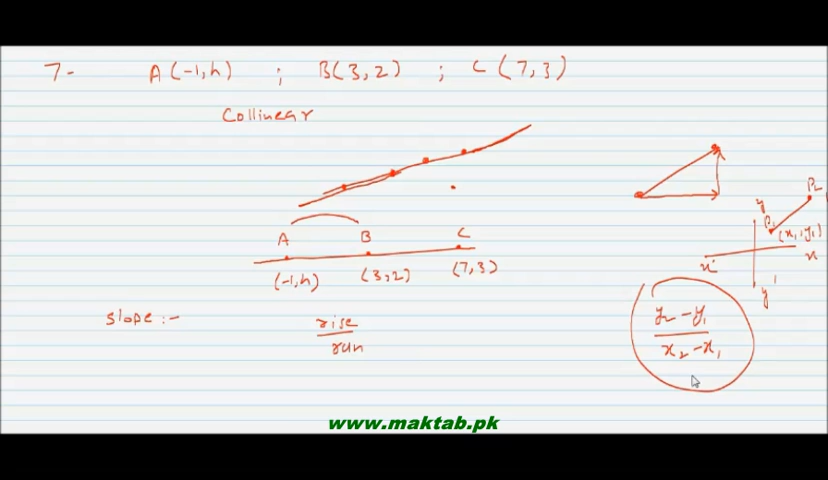 7- A(-1,h) ; B(3,2) ; C(7,3)
Collinear
A B C
(-1,h) (3,2) (7,3)
slope :-
rise
run
P₂
y
P₁
(x₁, y₁)
x' x
y'
y₂ - y₁
x₂ - x₁
www.maktab.pk